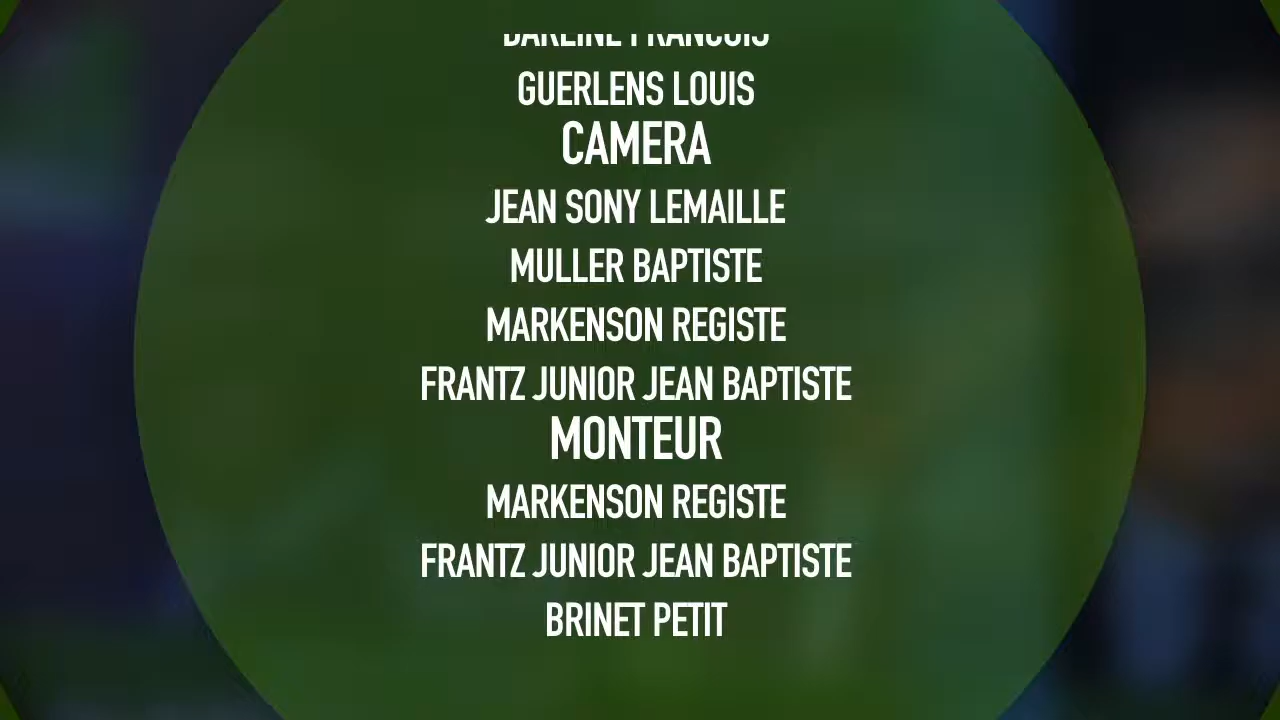 GUERLENS LOUIS
CAMERA
JEAN SONY LEMAILLE
MULLER BAPTISTE
MARKENSON REGISTE
FRANTZ JUNIOR JEAN BAPTISTE
MONTEUR
MARKENSON REGISTE
FRANTZ JUNIOR JEAN BAPTISTE
BRINET PETIT